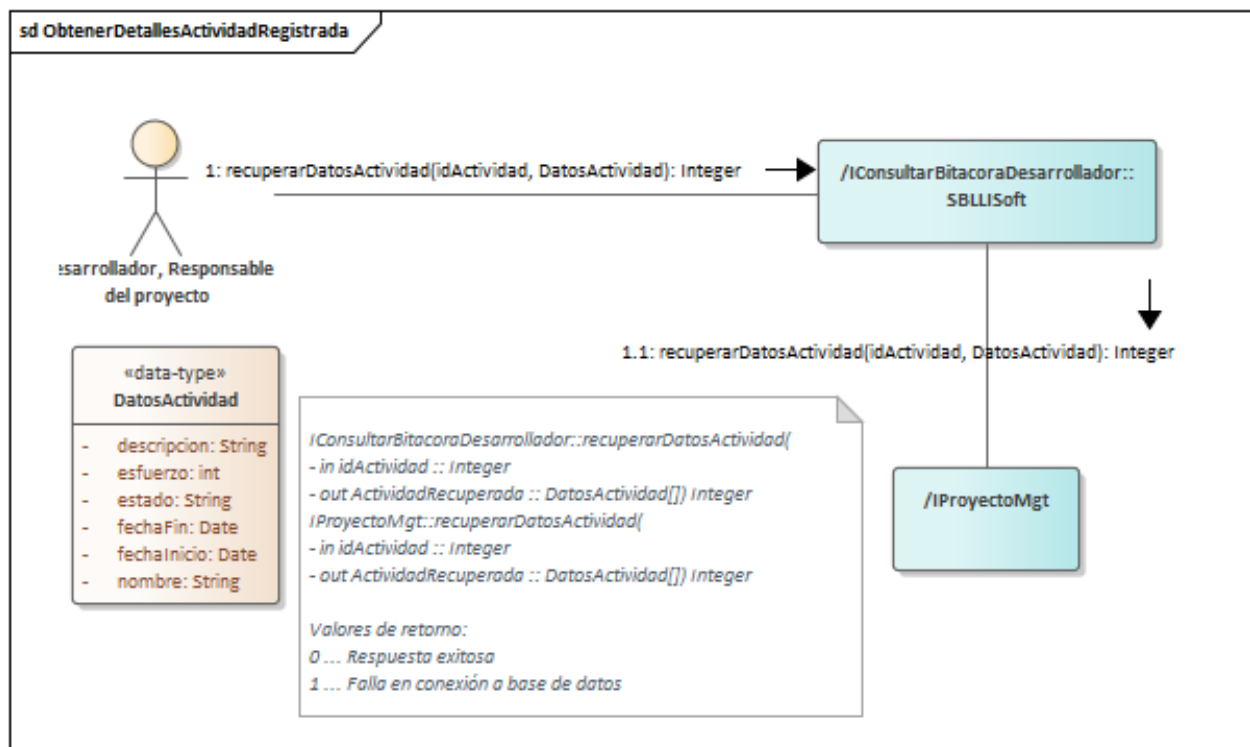 sd ObtenerDetallesActividadRegistrada
1: recuperarDatosActividad(idActividad, DatosActividad): Integer
/IConsultarBitacoraDesarrollador::
SBLLISoft
esarrollador, Responsable
del proyecto
1.1: recuperarDatosActividad(idActividad, DatosActividad): Integer
«data-type»
DatosActividad
- descripcion: String
- esfuerzo: int
- estado: String
- fechaFin: Date
- fechaInicio: Date
- nombre: String
IConsultarBitacoraDesarrollador::recuperarDatosActividad(
- in idActividad :: Integer
- out ActividadRecuperada :: DatosActividad[]) Integer
IProyectoMgt::recuperarDatosActividad(
- in idActividad :: Integer
- out ActividadRecuperada :: DatosActividad[]) Integer
Valores de retorno:
0 ... Respuesta exitosa
1 ... Falla en conexión a base de datos
/IProyectoMgt